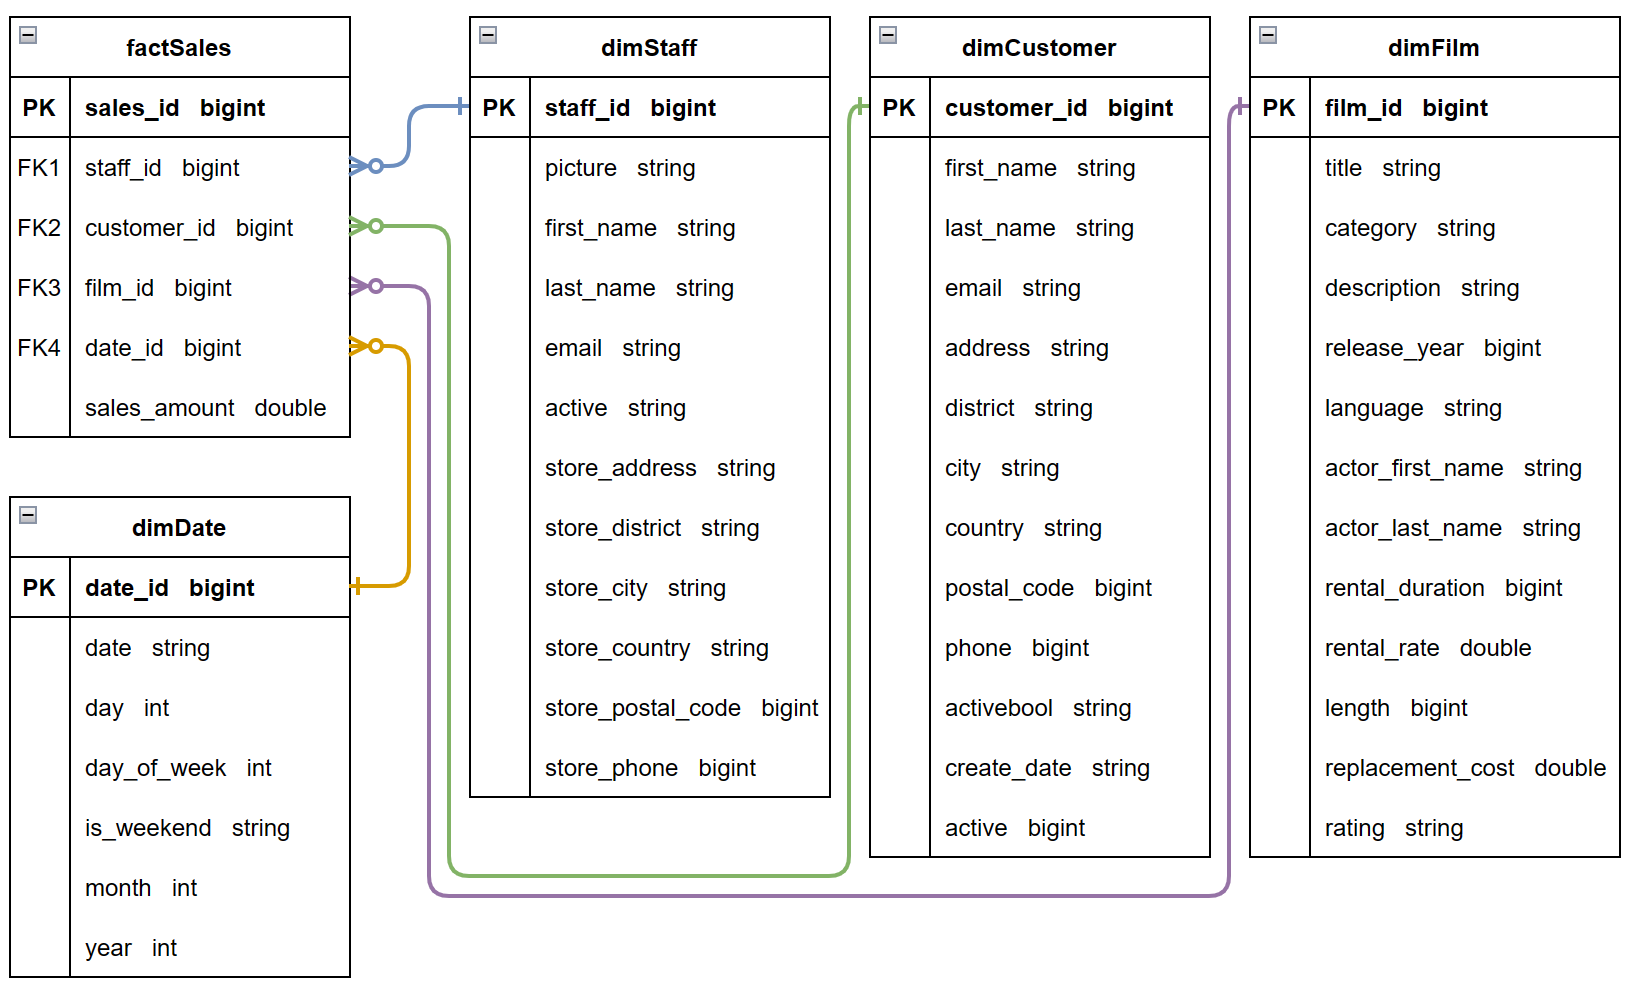 factSales
PK sales_id bigint
FK1 staff_id bigint
FK2 customer_id bigint
FK3 film_id bigint
FK4 date_id bigint
sales_amount double
dimDate
PK date_id bigint
date string
day int
day_of_week int
is_weekend string
month int
year int
dimStaff
PK staff_id bigint
picture string
first_name string
last_name string
email string
active string
store_address string
store_district string
store_city string
store_country string
store_postal_code bigint
store_phone bigint
dimCustomer
PK customer_id bigint
first_name string
last_name string
email string
address string
district string
city string
country string
postal_code bigint
phone bigint
activebool string
create_date string
active bigint
dimFilm
PK film_id bigint
title string
category string
description string
release_year bigint
language string
actor_first_name string
actor_last_name string
rental_duration bigint
rental_rate double
length bigint
replacement_cost double
rating string